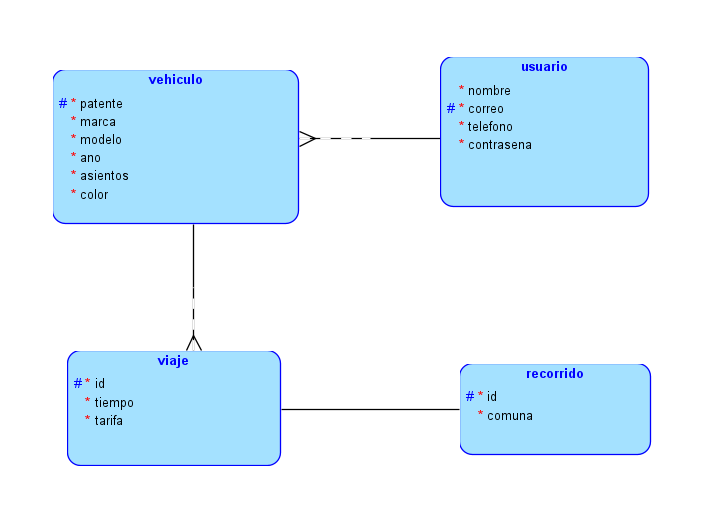 vehiculo
# * patente
* marca
* modelo
* ano
* asientos
* color
usuario
* nombre
# * correo
* telefono
* contrasena
viaje
# * id
* tiempo
* tarifa
recorrido
# * id
* comuna